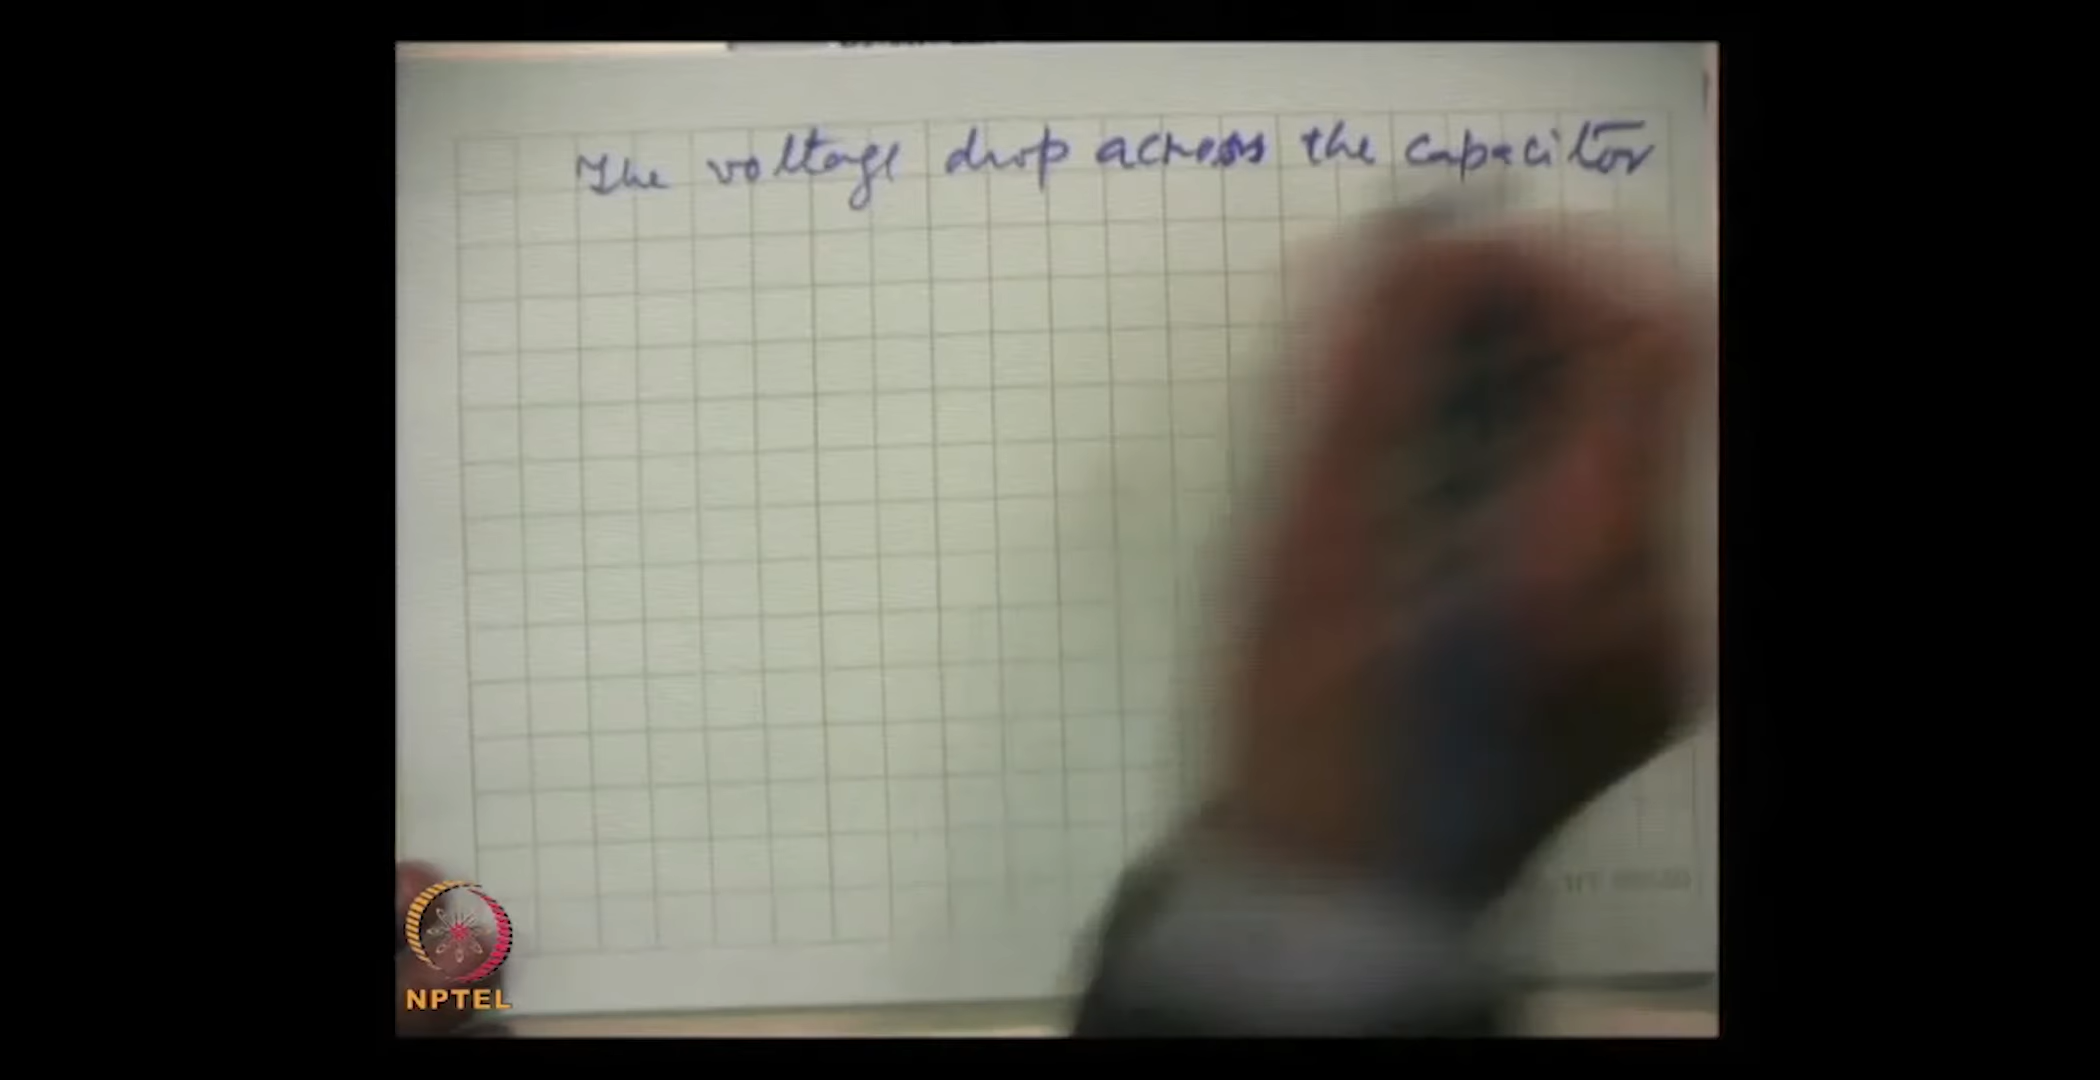 The voltage drop across the capacitor
NPTEL